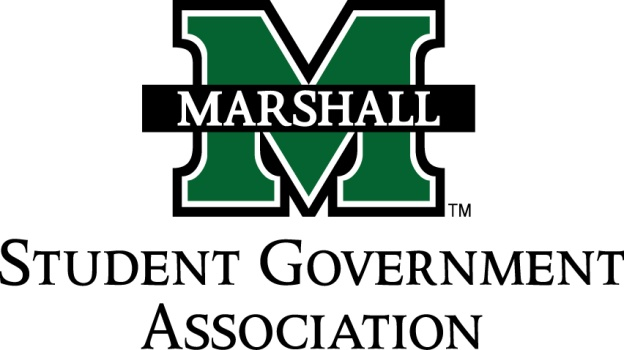 MARSHALL
™
STUDENT GOVERNMENT
ASSOCIATION